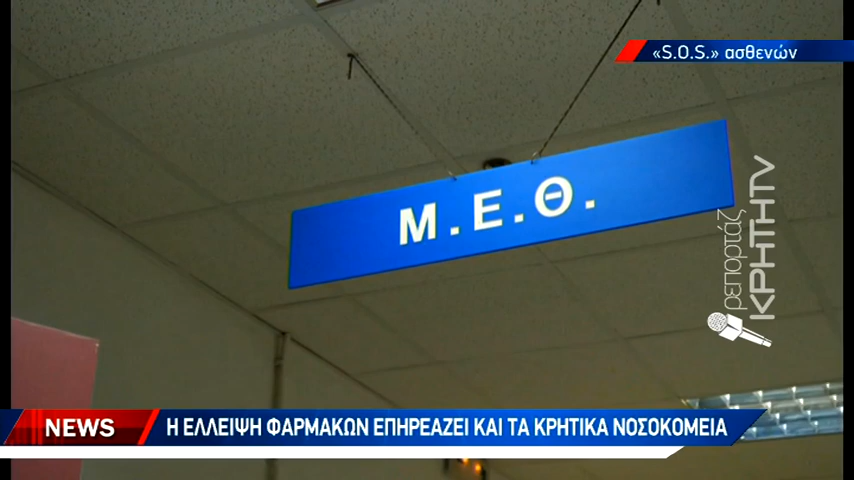 «S.O.S.» ασθενών
Μ.Ε.Θ.
ρεπορτάζ
ΚΡΗΤΗTV
NEWS
Η ΕΛΛΕΙΨΗ ΦΑΡΜΑΚΩΝ ΕΠΗΡΕΑΖΕΙ ΚΑΙ ΤΑ ΚΡΗΤΙΚΑ ΝΟΣΟΚΟΜΕΙΑ